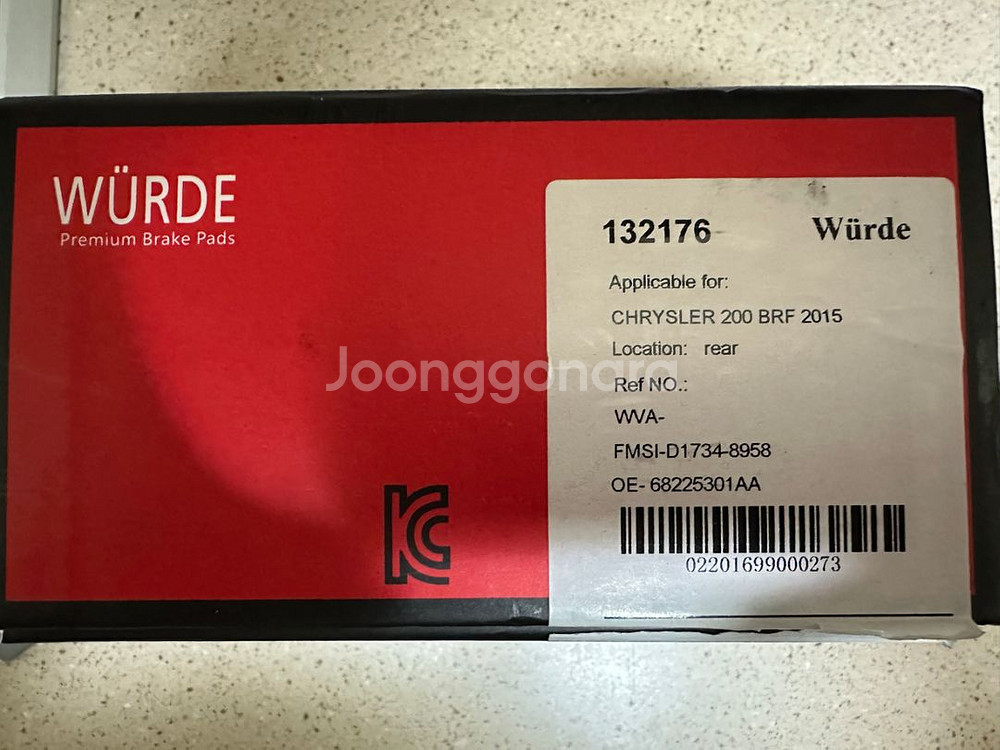 WÜRDE
Premium Brake Pads
132176 Würde
Applicable for:
CHRYSLER 200 BRF 2015
Location: rear
Joonggonara
Ref NO.:
WVA-
FMSI-D1734-8958
OE- 68225301AA
02201699000273